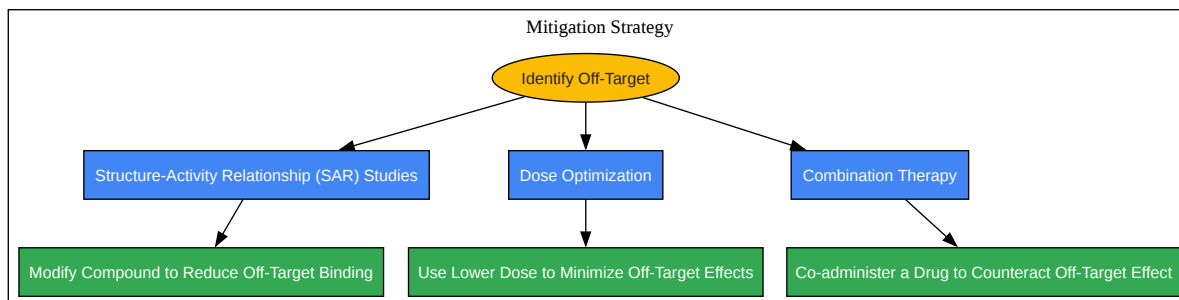 Mitigation Strategy
Identify Off-Target
Structure-Activity Relationship (SAR) Studies
Dose Optimization
Combination Therapy
Modify Compound to Reduce Off-Target Binding
Use Lower Dose to Minimize Off-Target Effects
Co-administer a Drug to Counteract Off-Target Effect